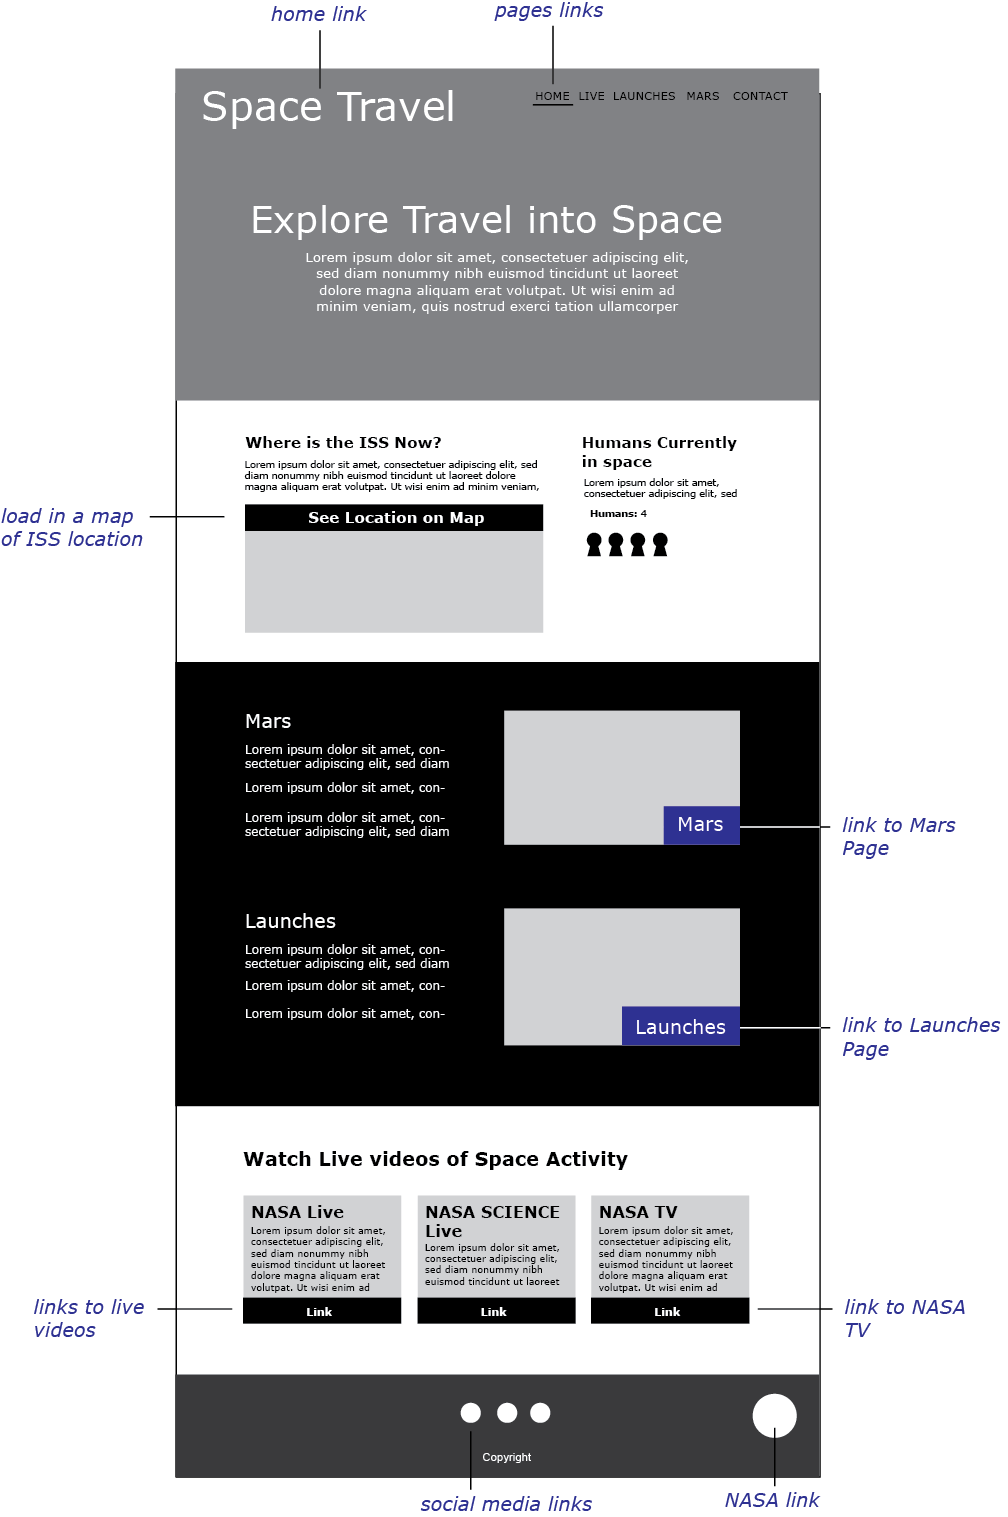 home link
pages links
Space Travel
HOME LIVE LAUNCHES MARS CONTACT
Explore Travel into Space
Lorem ipsum dolor sit amet, consectetuer adipiscing elit,
sed diam nonummy nibh euismod tincidunt ut laoreet
dolore magna aliquam erat volutpat. Ut wisi enim ad
minim veniam, quis nostrud exerci tation ullamcorper
Where is the ISS Now?
Lorem ipsum dolor sit amet, consectetuer adipiscing elit, sed
diam nonummy nibh euismod tincidunt ut laoreet dolore
magna aliquam erat volutpat. Ut wisi enim ad minim veniam,
See Location on Map
load in a map
of ISS location
Humans Currently
in space
Lorem ipsum dolor sit amet,
consectetuer adipiscing elit, sed
Humans: 4
Mars
Lorem ipsum dolor sit amet, con-
sectetuer adipiscing elit, sed diam
Lorem ipsum dolor sit amet, con-
Lorem ipsum dolor sit amet, con-
sectetuer adipiscing elit, sed diam
Mars
link to Mars
Page
Launches
Lorem ipsum dolor sit amet, con-
sectetuer adipiscing elit, sed diam
Lorem ipsum dolor sit amet, con-
Lorem ipsum dolor sit amet, con-
Launches
link to Launches
Page
Watch Live videos of Space Activity
NASA Live
Lorem ipsum dolor sit amet,
consectetuer adipiscing elit,
sed diam nonummy nibh
euismod tincidunt ut laoreet
dolore magna aliquam erat
volutpat. Ut wisi enim ad
Link
NASA SCIENCE
Live
Lorem ipsum dolor sit amet,
consectetuer adipiscing elit,
sed diam nonummy nibh
euismod tincidunt ut laoreet
Link
NASA TV
Lorem ipsum dolor sit amet,
consectetuer adipiscing elit,
sed diam nonummy nibh
euismod tincidunt ut laoreet
dolore magna aliquam erat
volutpat. Ut wisi enim ad
Link
links to live
videos
link to NASA
TV
Copyright
social media links
NASA link